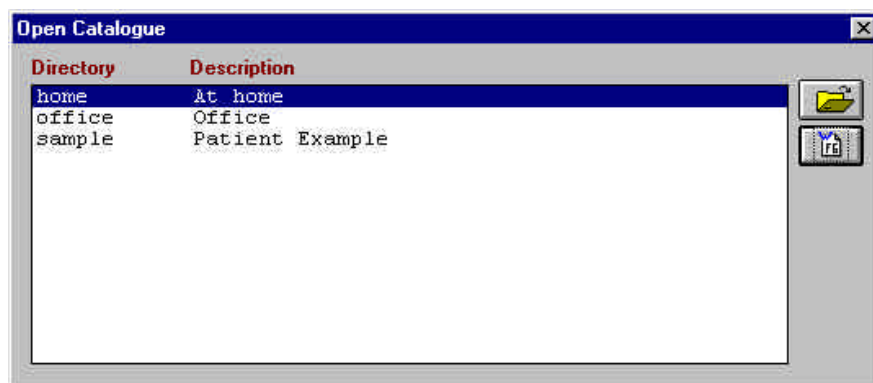 Open Catalogue
Directory Description
home At home
office Office
sample Patient Example